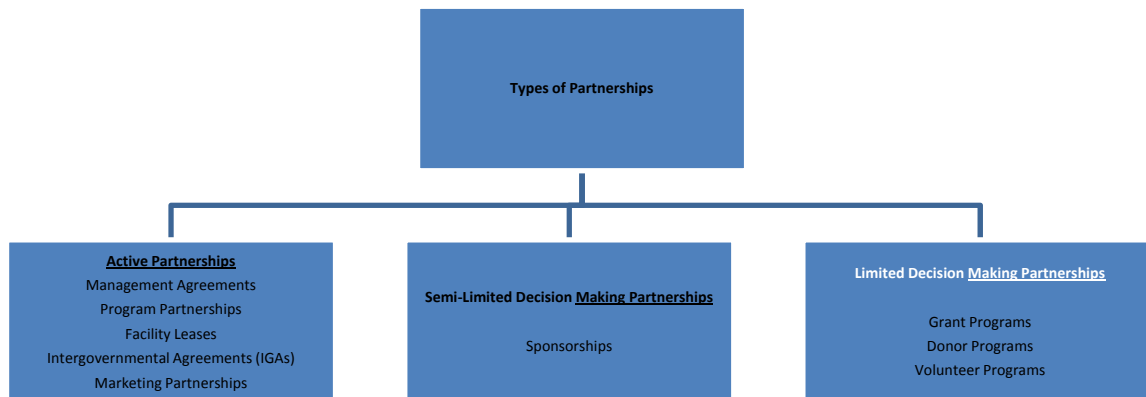 Types of Partnerships
Active Partnerships
Management Agreements
Program Partnerships
Facility Leases
Intergovernmental Agreements (IGAs)
Marketing Partnerships
Semi-Limited Decision Making Partnerships
Sponsorships
Limited Decision Making Partnerships
Grant Programs
Donor Programs
Volunteer Programs